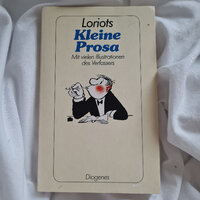 Loriots
Kleine
Prosa
Mit vielen Illustrationen
des Verfassers
Diogenes